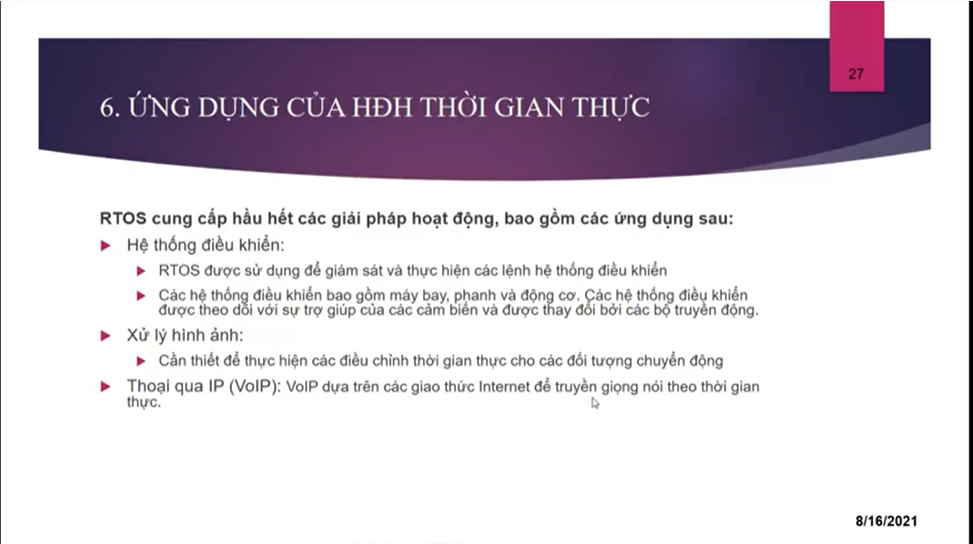 27
6. ỨNG DỤNG CỦA HĐH THỜI GIAN THỰC
RTOS cung cấp hầu hết các giải pháp hoạt động, bao gồm các ứng dụng sau:
Hệ thống điều khiển:
RTOS được sử dụng để giám sát và thực hiện các lệnh hệ thống điều khiển
Các hệ thống điều khiển bao gồm máy bay, phanh và động cơ. Các hệ thống điều khiển
được theo dõi với sự trợ giúp của các cảm biến và được thay đổi bởi các bộ truyền động.
Xử lý hình ảnh:
Cần thiết để thực hiện các điều chỉnh thời gian thực cho các đối tượng chuyển động
Thoại qua IP (VoIP): VoIP dựa trên các giao thức Internet để truyền giọng nói theo thời gian
thực.
8/16/2021